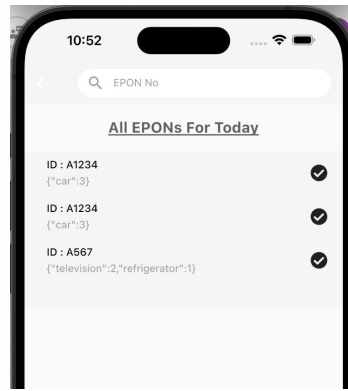 10:52
EPON No
All EPONs For Today
ID : A1234
{"car":3}
ID : A1234
{"car":3}
ID : A567
{"television":2,"refrigerator":1}